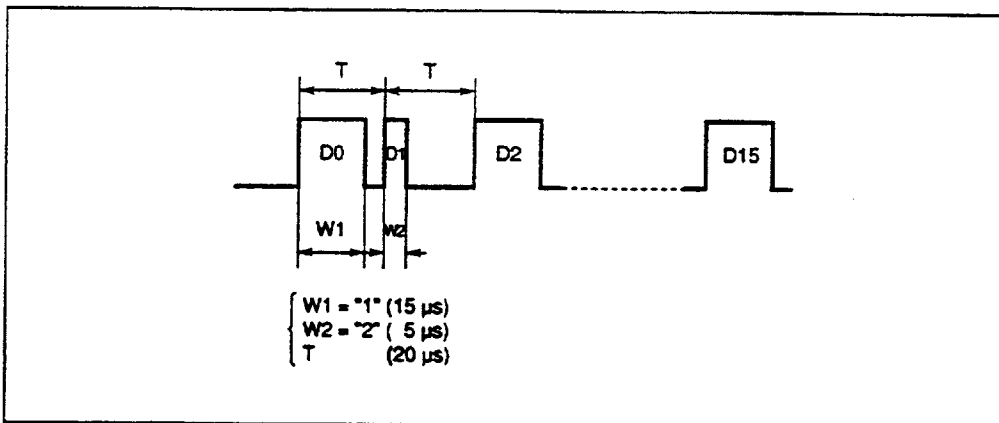 T T
D0 D1 D2 D15
W1 W2
W1 = "1" (15 μs)
W2 = "2" ( 5 μs)
T (20 μs)